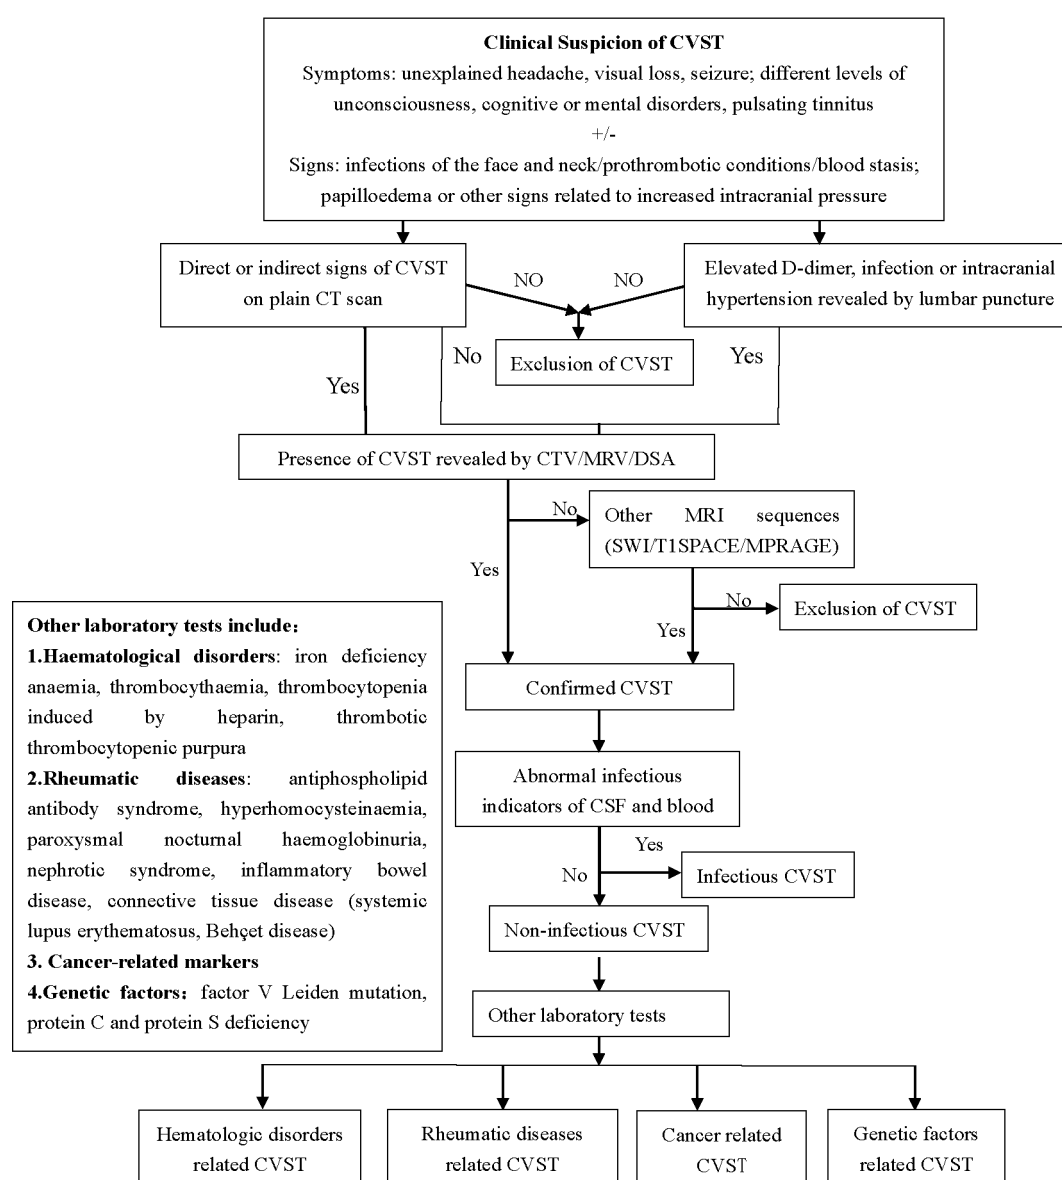 Clinical Suspicion of CVST
Symptoms: unexplained headache, visual loss, seizure; different levels of
unconsciousness, cognitive or mental disorders, pulsating tinnitus
+/-
Signs: infections of the face and neck/prothrombotic conditions/blood stasis;
papilloedema or other signs related to increased intracranial pressure
Direct or indirect signs of CVST
on plain CT scan
NO
NO
Elevated D-dimer, infection or intracranial
hypertension revealed by lumbar puncture
Exclusion of CVST
No
Yes
Yes
Presence of CVST revealed by CTV/MRV/DSA
No
Other MRI sequences
(SWI/T1SPACE/MPRAGE)
Yes
No
Exclusion of CVST
Yes
Confirmed CVST
Abnormal infectious
indicators of CSF and blood
Yes
No
Infectious CVST
Non-infectious CVST
Other laboratory tests
Other laboratory tests include：
1.Haematological disorders: iron deficiency
anaemia, thrombocythaemia, thrombocytopenia
induced by heparin, thrombotic
thrombocytopenic purpura
2.Rheumatic diseases: antiphospholipid
antibody syndrome, hyperhomocysteinaemia,
paroxysmal nocturnal haemoglobinuria,
nephrotic syndrome, inflammatory bowel
disease, connective tissue disease (systemic
lupus erythematosus, Behçet disease)
3. Cancer-related markers
4.Genetic factors：factor V Leiden mutation,
protein C and protein S deficiency
Hematologic disorders
related CVST
Rheumatic diseases
related CVST
Cancer related
CVST
Genetic factors
related CVST